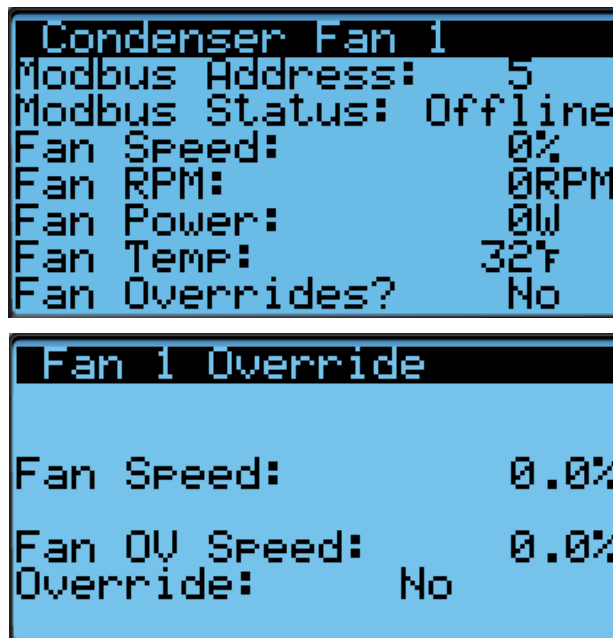 Condenser Fan 1
Modbus Address: 5
Modbus Status: Offline
Fan Speed: 0%
Fan RPM: 0RPM
Fan Power: 0W
Fan Temp: 32°F
Fan Overrides? No
Fan 1 Override
Fan Speed: 0.0%
Fan OV Speed: 0.0%
Override: No